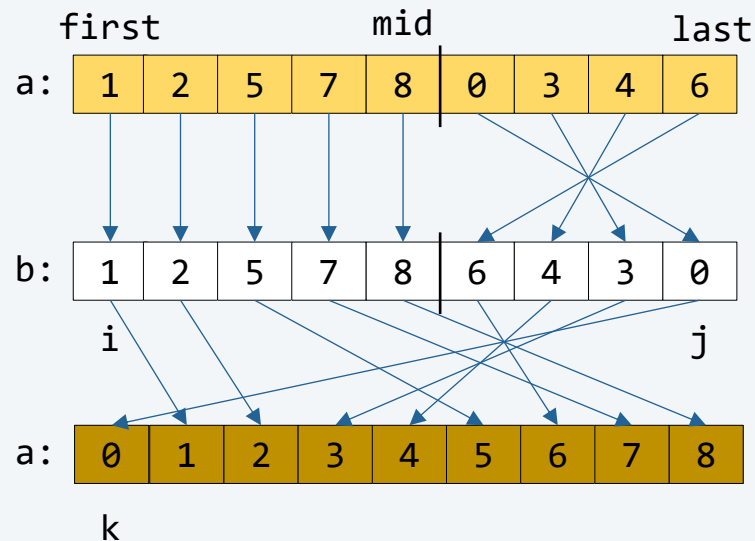 first mid last
a: 1 2 5 7 8 0 3 4 6
b: 1 2 5 7 8 6 4 3 0
i j
a: 0 1 2 3 4 5 6 7 8
k